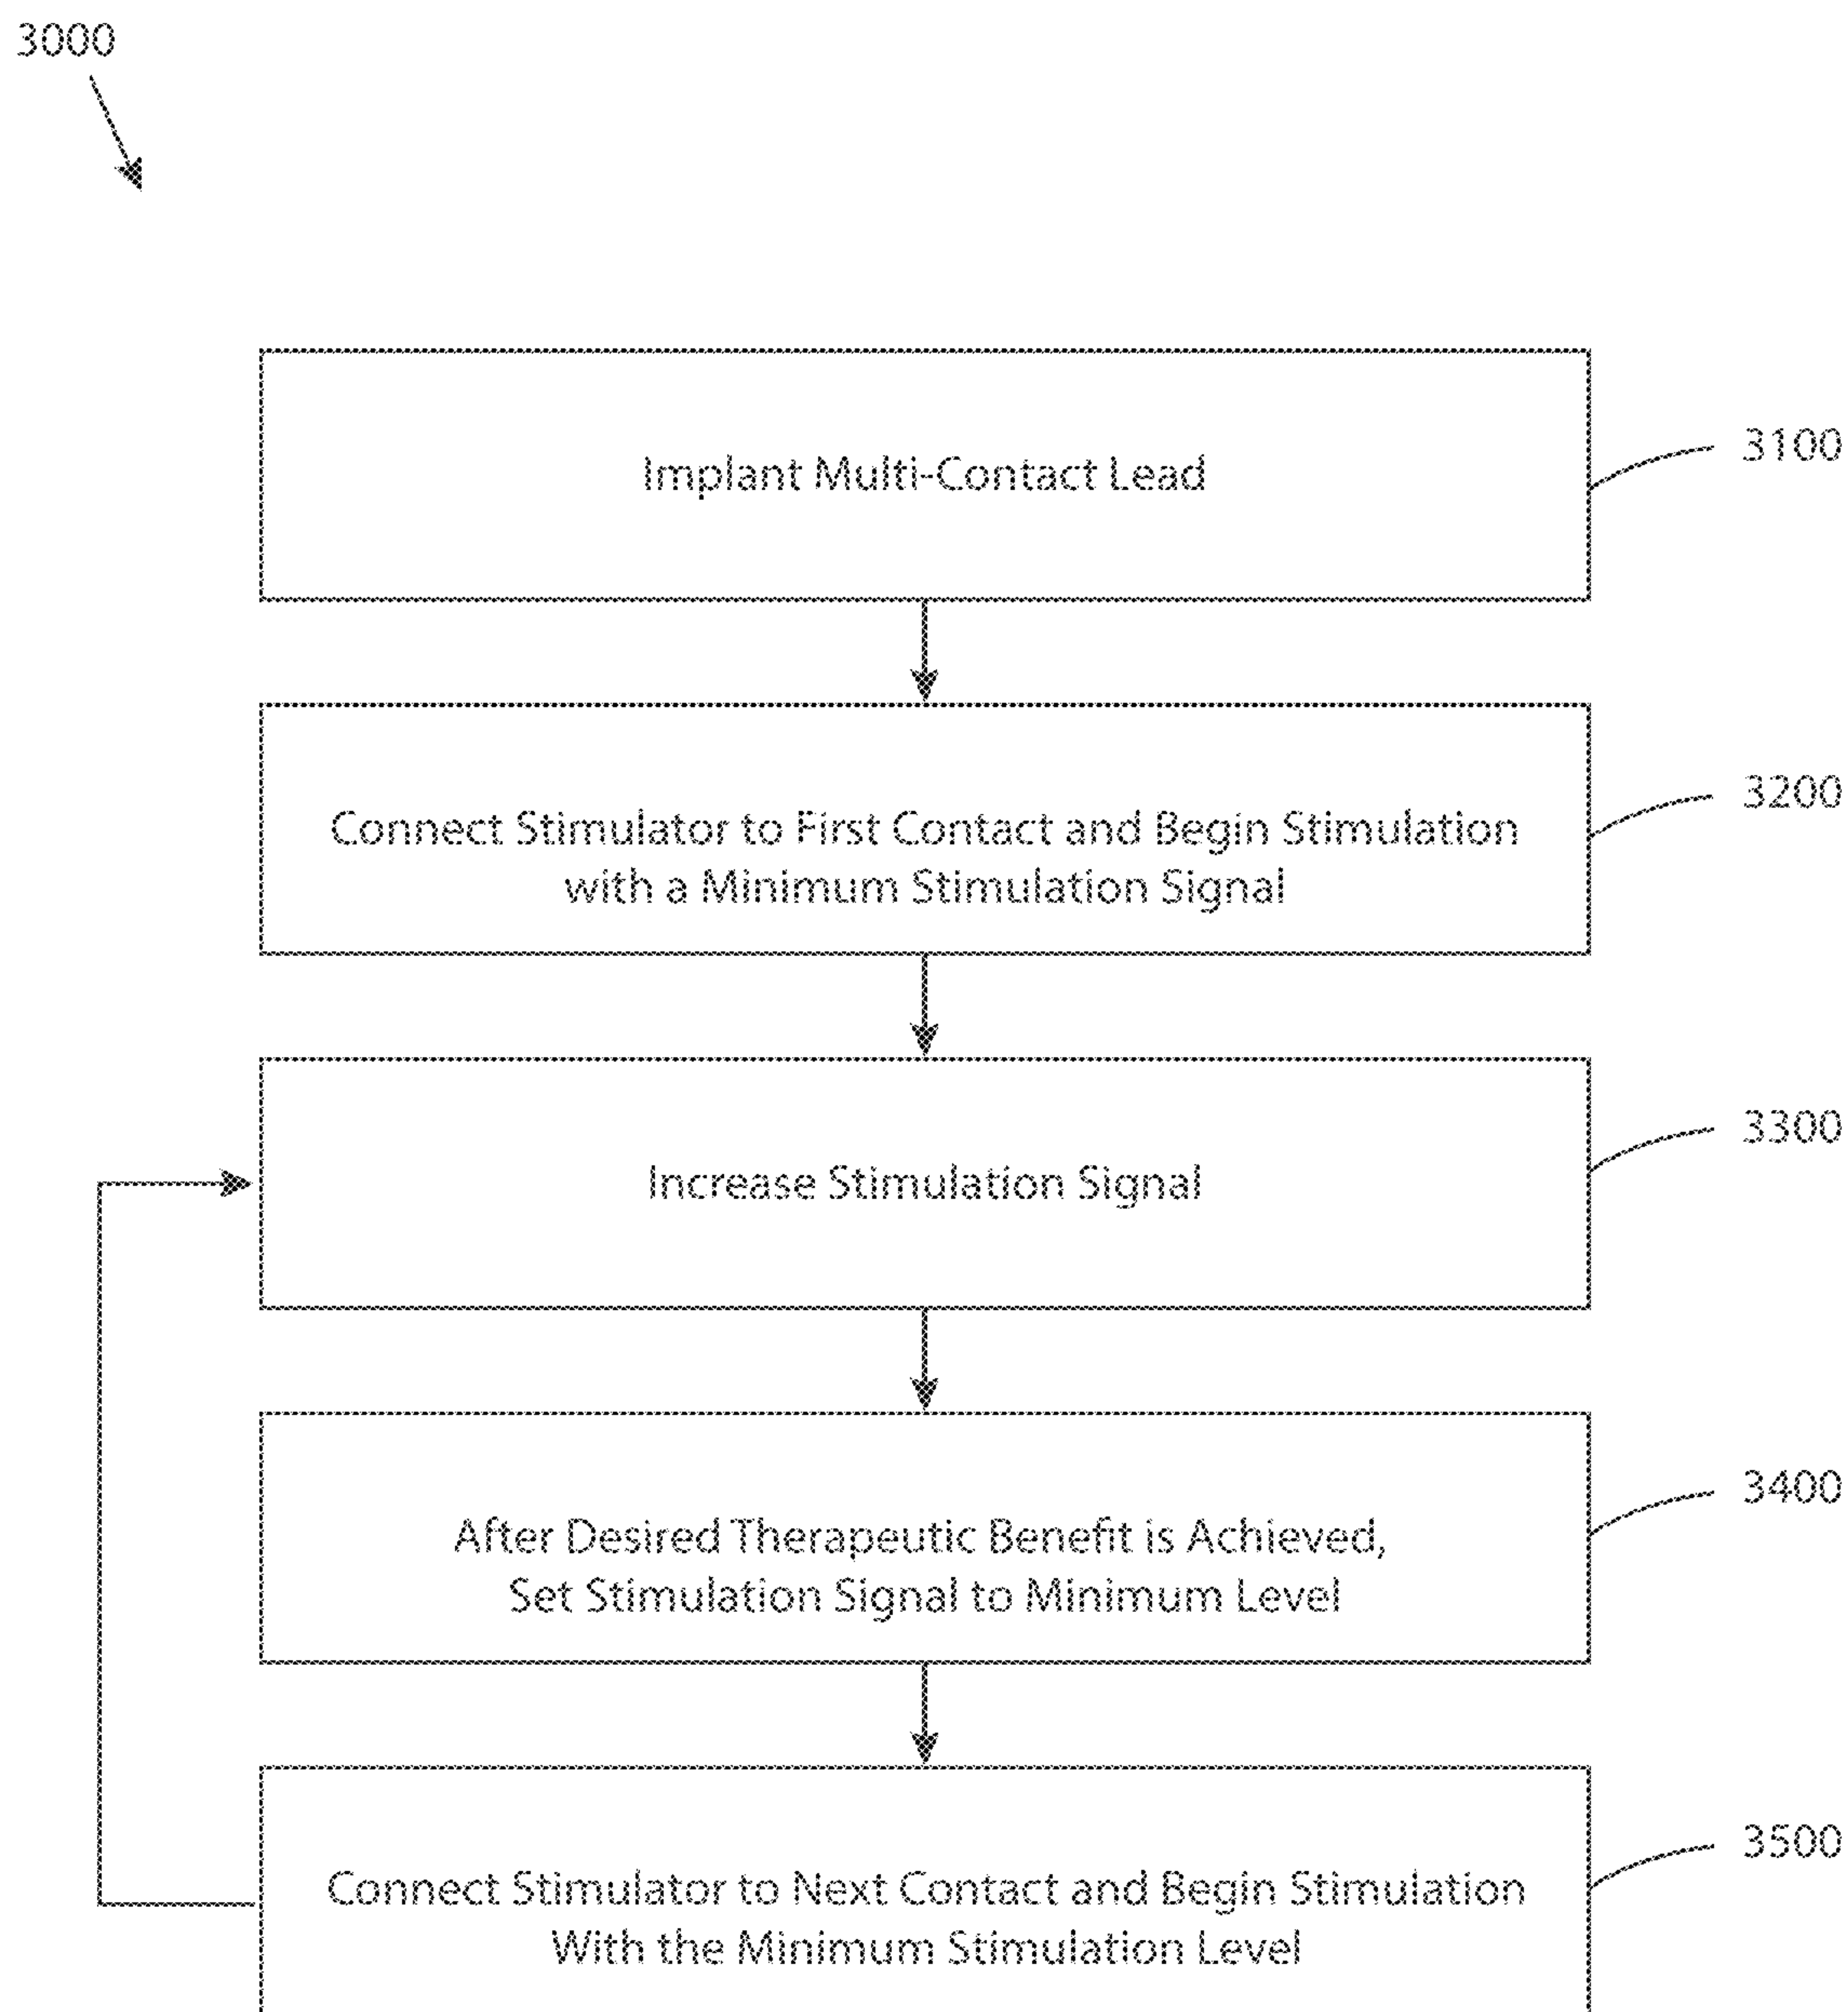 3000
Implant Multi-Contact Lead
3100
Connect Stimulator to First Contact and Begin Stimulation
with a Minimum Stimulation Signal
3200
Increase Stimulation Signal
3300
After Desired Therapeutic Benefit is Achieved,
Set Stimulation Signal to Minimum Level
3400
Connect Stimulator to Next Contact and Begin Stimulation
With the Minimum Stimulation Level
3500